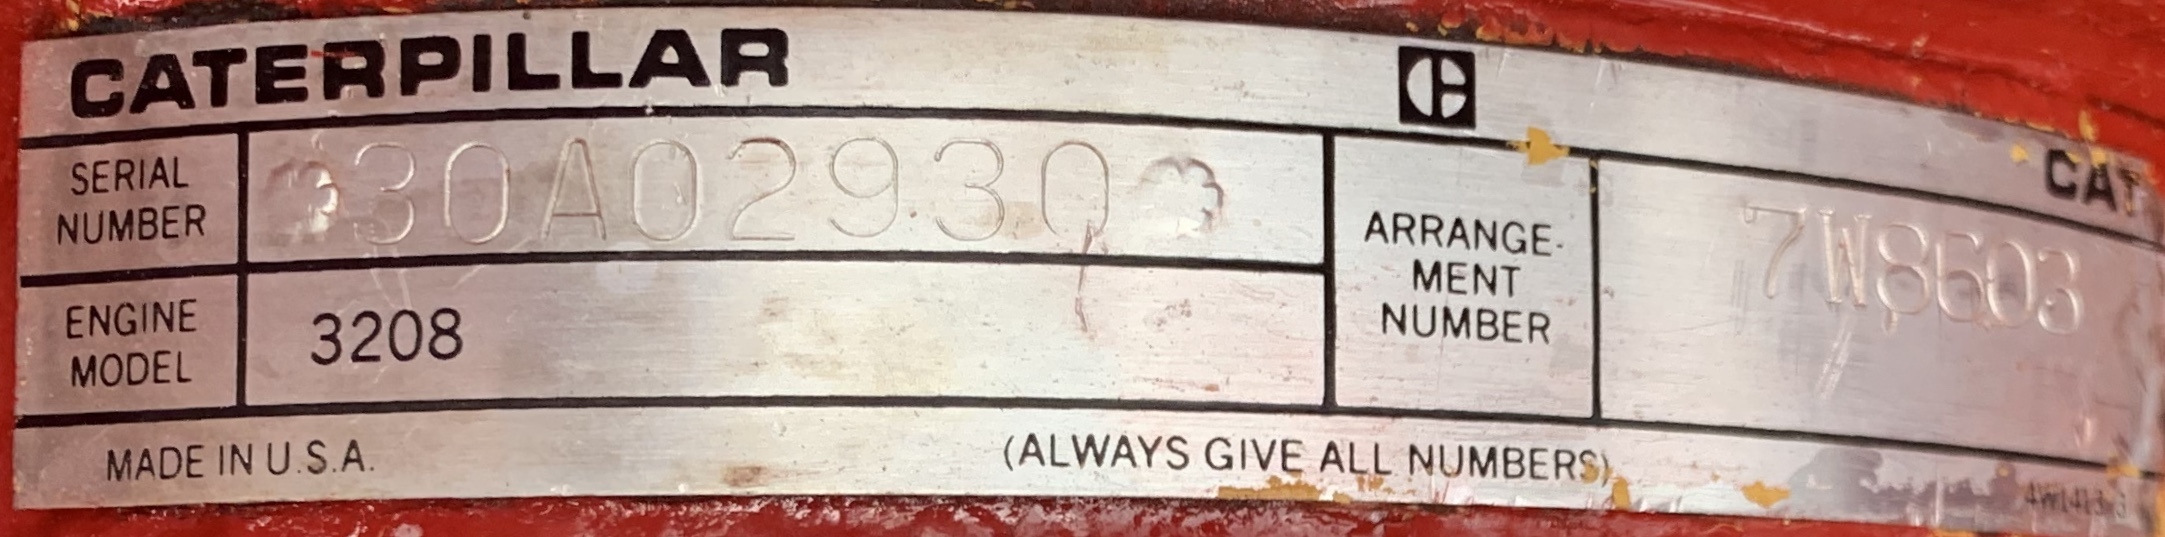 CATERPILLAR
CAT
SERIAL
NUMBER
30A02930
ENGINE
MODEL
3208
ARRANGE-
MENT
NUMBER
7W8603
MADE IN U.S.A.
(ALWAYS GIVE ALL NUMBERS)